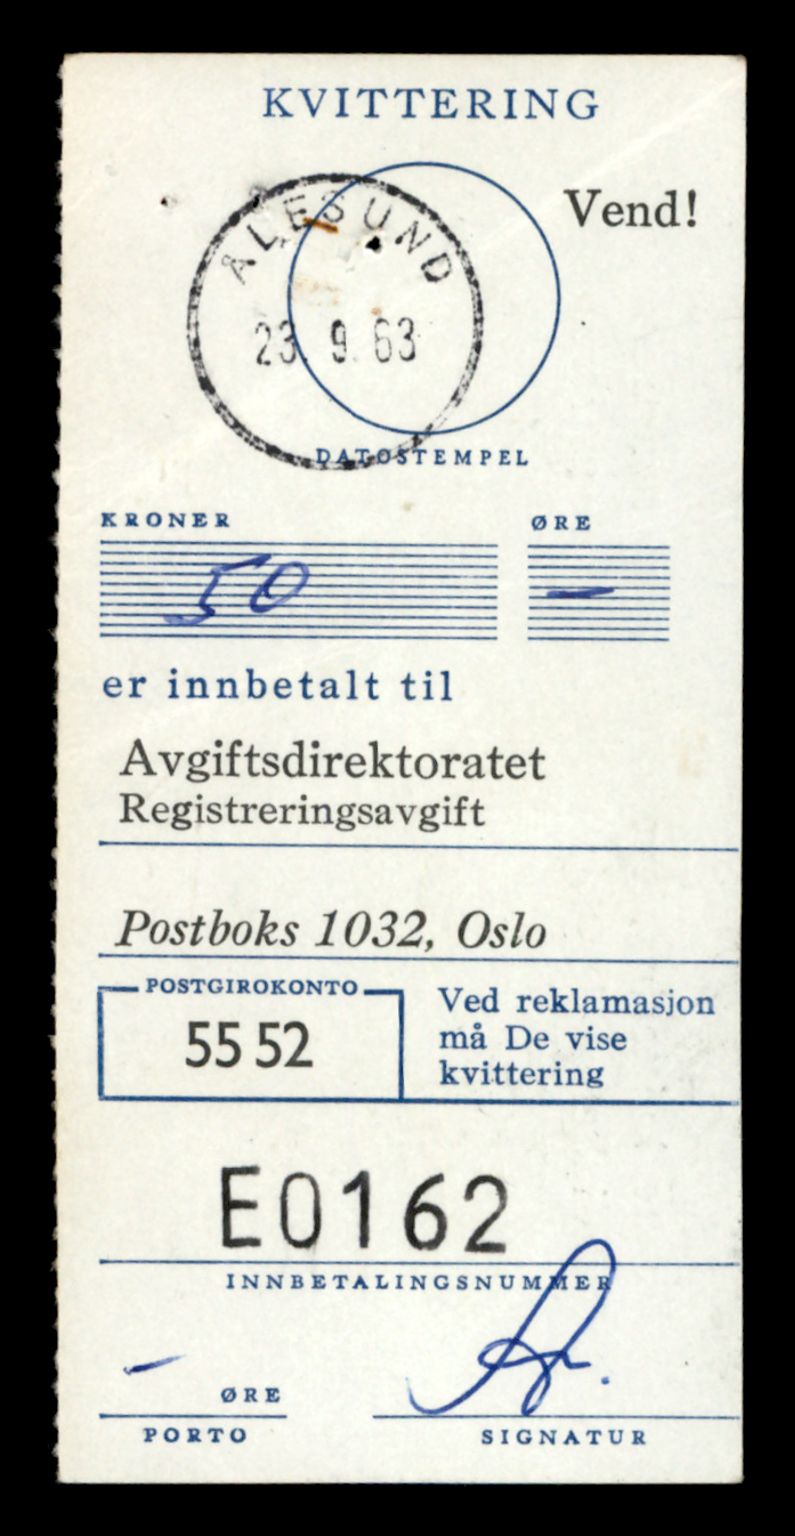 KVITTERING
Vend!
ÅLESUND
23. 9. 63
DATOSTEMPEL
KRONER ØRE
50 –
er innbetalt til
Avgiftsdirektoratet
Registreringsavgift
Postboks 1032, Oslo
POSTGIROKONTO
55 52
Ved reklamasjon
må De vise
kvittering
E0162
INNBETALINGSNUMMER
–
ØRE
PORTO
SIGNATUR